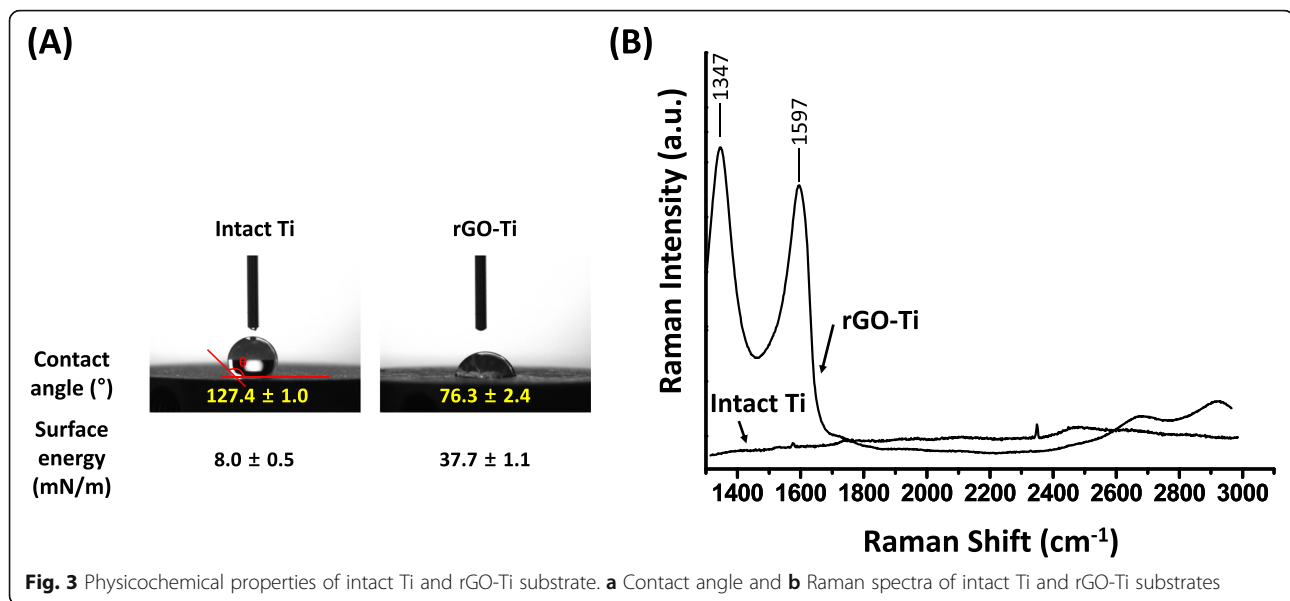 (A)
Intact Ti
rGO-Ti
Contact
angle (°)
θ
127.4 ± 1.0
76.3 ± 2.4
Surface
energy
(mN/m)
8.0 ± 0.5
37.7 ± 1.1
(B)
Raman Intensity (a.u.)
1347
1597
rGO-Ti
Intact Ti
1400 1600 1800 2000 2200 2400 2600 2800 3000
Raman Shift (cm⁻¹)
Fig. 3 Physicochemical properties of intact Ti and rGO-Ti substrate. a Contact angle and b Raman spectra of intact Ti and rGO-Ti substrates